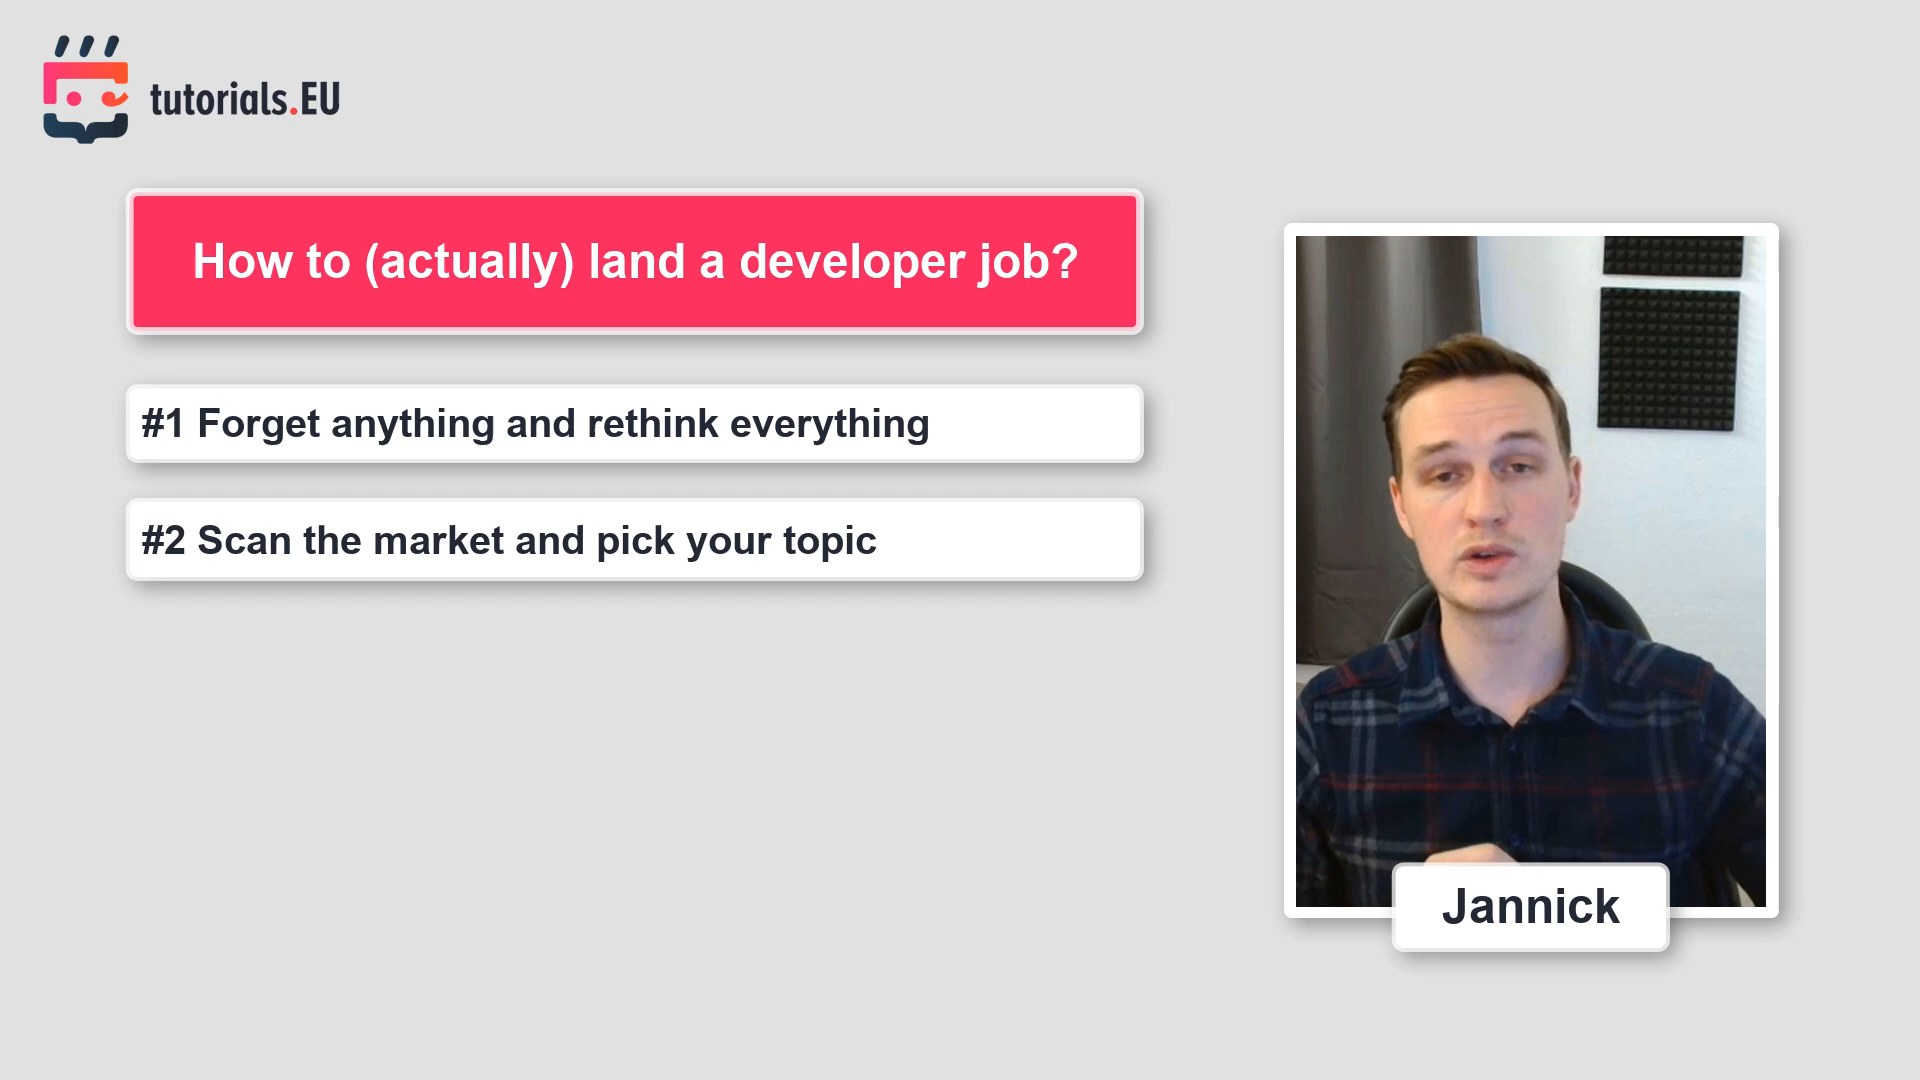 tutorials.EU
How to (actually) land a developer job?
#1 Forget anything and rethink everything
#2 Scan the market and pick your topic
Jannick